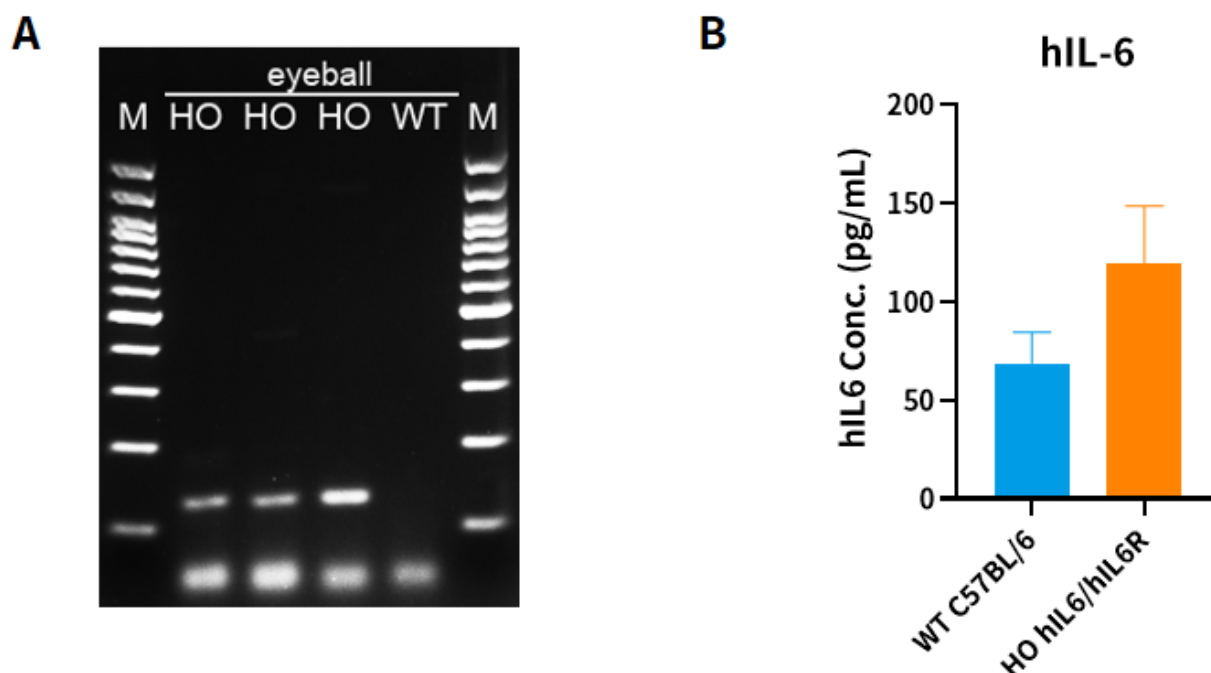 A
eyeball
M HO HO HO WT M
B
hIL-6
hIL6 Conc. (pg/mL)
200
150
100
50
0
WT C57BL/6
HO hIL6/hIL6R